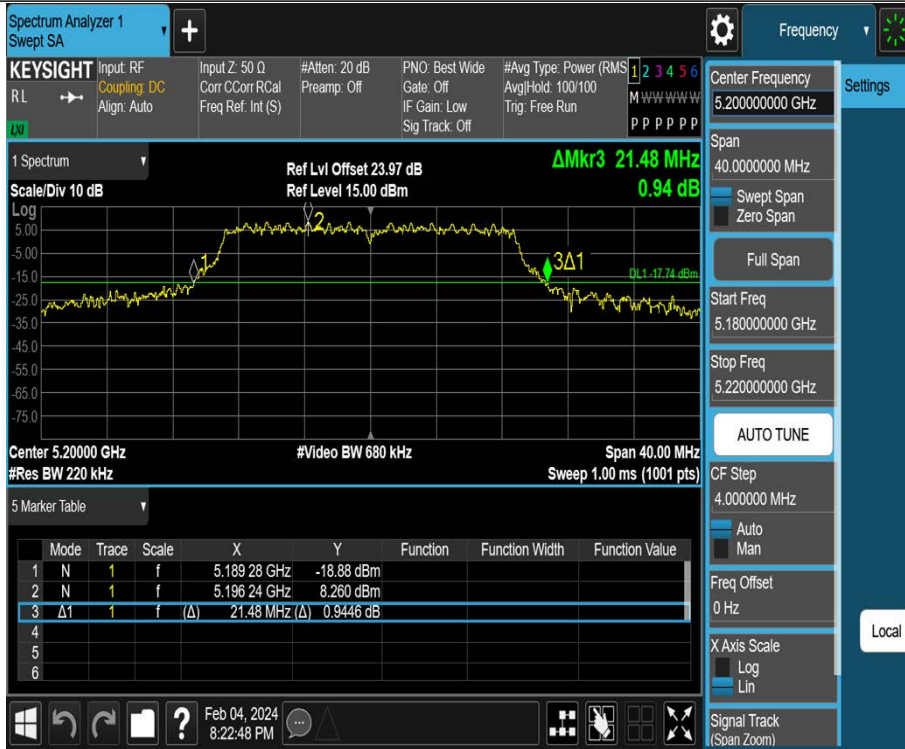 Spectrum Analyzer 1
Swept SA
+
Frequency
KEYSIGHT
R L
LXI
Input: RF
Coupling: DC
Align: Auto
Input Z: 50 Ω
Corr CCorr RCal
Freq Ref: Int (S)
#Atten: 20 dB
Preamp: Off
PNO: Best Wide
Gate: Off
IF Gain: Low
Sig Track: Off
#Avg Type: Power (RMS
Avg|Hold: 100/100
Trig: Free Run
1 2 3 4 5 6
M W W W W W
P P P P P P
1 Spectrum
Scale/Div 10 dB
Ref Lvl Offset 23.97 dB
Ref Level 15.00 dBm
ΔMkr3 21.48 MHz
0.94 dB
Log
5.00
-5.00
-15.0
-25.0
-35.0
-45.0
-55.0
-65.0
-75.0
1
2
3Δ1
DL1 -17.74 dBm
Center 5.20000 GHz
#Res BW 220 kHz
#Video BW 680 kHz
Span 40.00 MHz
Sweep 1.00 ms (1001 pts)
5 Marker Table
Mode Trace Scale X Y Function Function Width Function Value
1 N 1 f 5.189 28 GHz -18.88 dBm
2 N 1 f 5.196 24 GHz 8.260 dBm
3 Δ1 1 f (Δ) 21.48 MHz (Δ) 0.9446 dB
4
5
6
?
Feb 04, 2024
8:22:48 PM
Center Frequency
5.200000000 GHz
Span
40.0000000 MHz
Swept Span
Zero Span
Full Span
Start Freq
5.180000000 GHz
Stop Freq
5.220000000 GHz
AUTO TUNE
CF Step
4.000000 MHz
Auto
Man
Freq Offset
0 Hz
X Axis Scale
Log
Lin
Signal Track
(Span Zoom)
Settings
Local